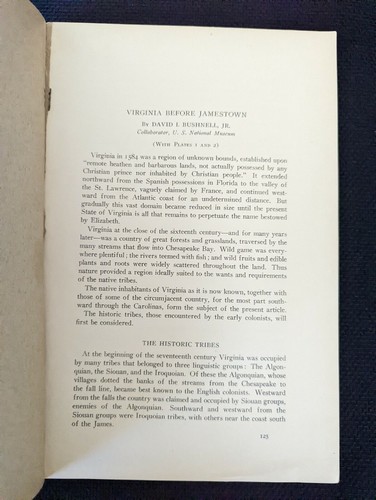 VIRGINIA BEFORE JAMESTOWN
By DAVID I. BUSHNELL, JR.
Collaborator, U. S. National Museum
(WITH PLATES 1 AND 2)
Virginia in 1584 was a region of unknown bounds, established upon
"remote heathen and barbarous lands, not actually possessed by any
Christian prince nor inhabited by Christian people." It extended
northward from the Spanish possessions in Florida to the valley of
the St. Lawrence, vaguely claimed by France, and continued west-
ward from the Atlantic coast for an undetermined distance. But
gradually this vast domain became reduced in size until the present
State of Virginia is all that remains to perpetuate the name bestowed
by Elizabeth.
Virginia at the close of the sixteenth century—and for many years
later—was a country of great forests and grasslands, traversed by the
many streams that flow into Chesapeake Bay. Wild game was every-
where plentiful; the rivers teemed with fish; and wild fruits and edible
plants and roots were widely scattered throughout the land. Thus
nature provided a region ideally suited to the wants and requirements
of the native tribes.
The native inhabitants of Virginia as it is now known, together with
those of some of the circumjacent country, for the most part south-
ward through the Carolinas, form the subject of the present article.
The historic tribes, those encountered by the early colonists, will
first be considered.
THE HISTORIC TRIBES
At the beginning of the seventeenth century Virginia was occupied
by many tribes that belonged to three linguistic groups: The Algon-
quian, the Siouan, and the Iroquoian. Of these the Algonquian, whose
villages dotted the banks of the streams from the Chesapeake to
the fall line, became best known to the English colonists. Westward
from the falls the country was claimed and occupied by Siouan groups,
enemies of the Algonquian. Southward and westward from the
Siouan groups were Iroquoian tribes, with others near the coast south
of the James.
125